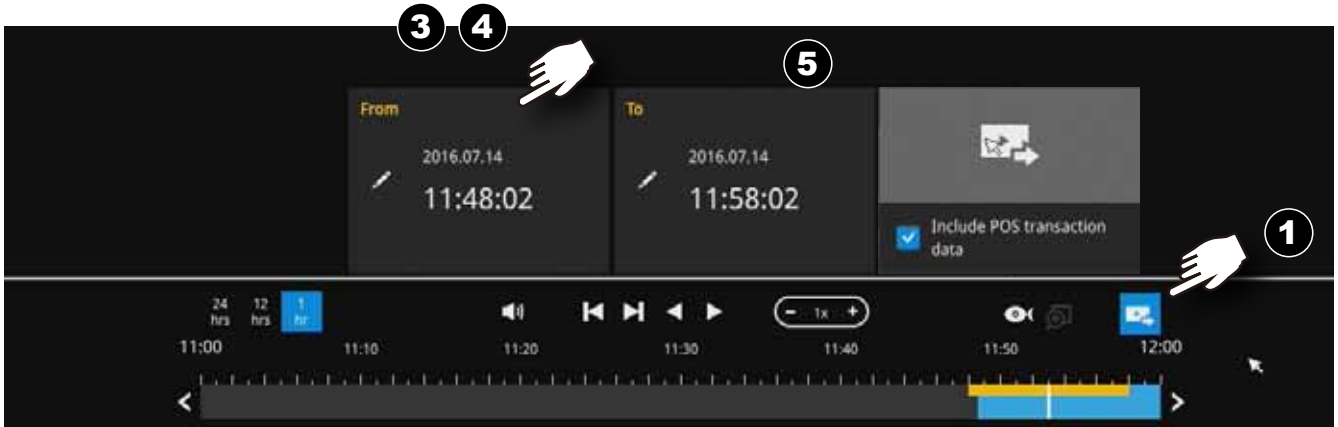 3 4
5
From
To
2016.07.14
2016.07.14
11:48:02
11:58:02
Include POS transaction
data
1
24
hrs
12
hrs
1
hr
- 1x +
11:00
11:10
11:20
11:30
11:40
11:50
12:00